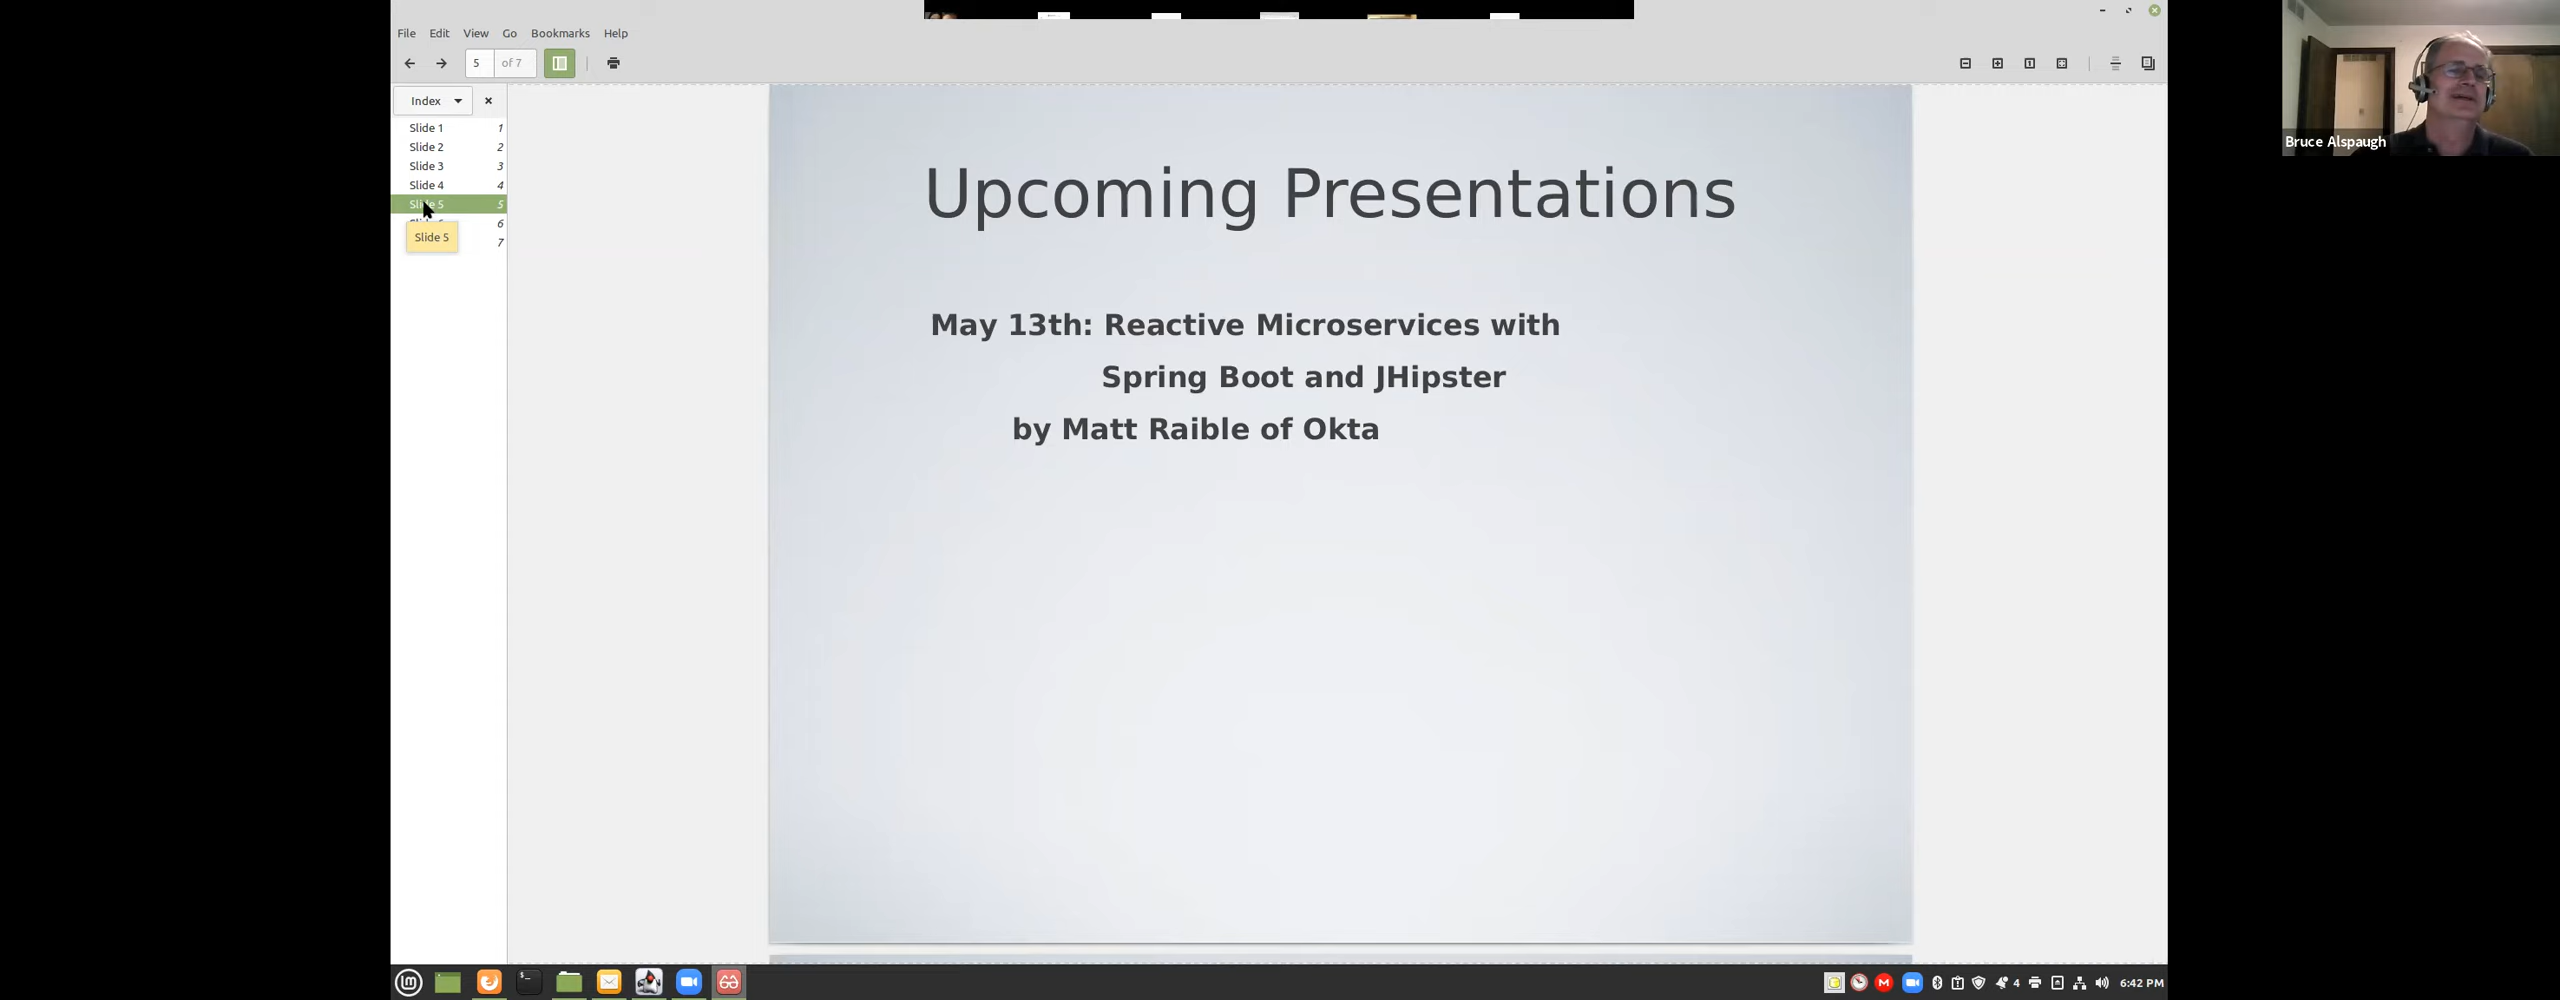 File Edit View Go Bookmarks Help
5 of 7
Index
Slide 1 1
Slide 2 2
Slide 3 3
Slide 4 4
Slide 5 5
6
Slide 5
7
Upcoming Presentations
May 13th: Reactive Microservices with
Spring Boot and JHipster
by Matt Raible of Okta
Bruce Alspaugh
4
6:42 PM